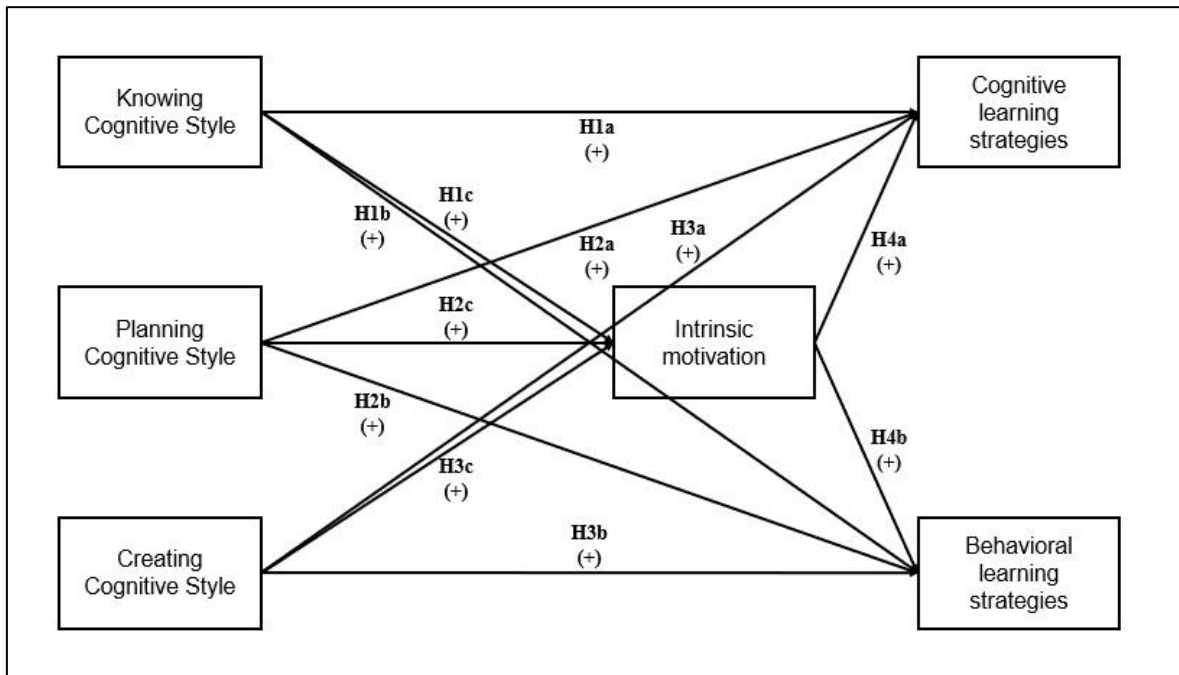 Knowing
Cognitive Style
Cognitive
learning
strategies
H1a
(+)
H1c
(+)
H1b
(+)
H2a
(+)
H3a
(+)
H4a
(+)
Planning
Cognitive Style
H2c
(+)
Intrinsic
motivation
H2b
(+)
H4b
(+)
H3c
(+)
Creating
Cognitive Style
H3b
(+)
Behavioral
learning
strategies